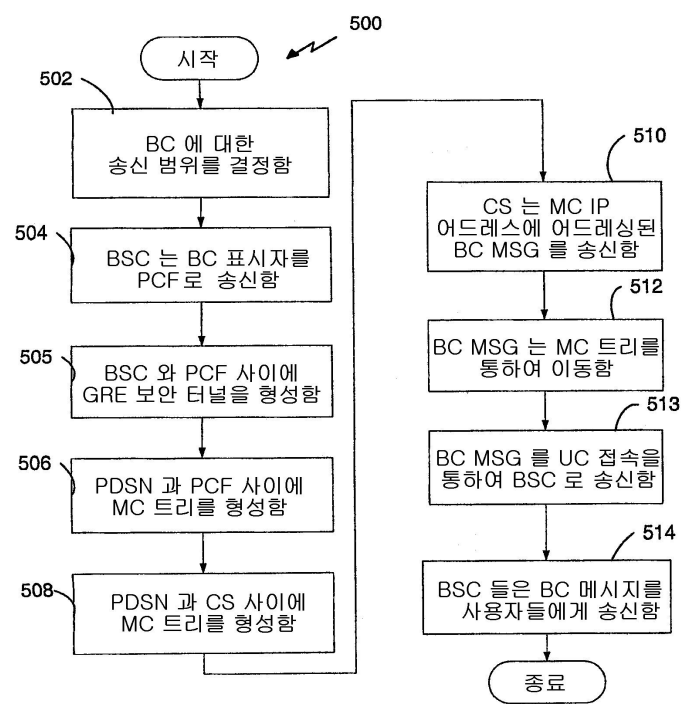 500
시작
502
BC 에 대한
송신 범위를 결정함
504
BSC 는 BC 표시자를
PCF로 송신함
505
BSC 와 PCF 사이에
GRE 보안 터널을 형성함
506
PDSN 과 PCF 사이에
MC 트리를 형성함
508
PDSN 과 CS 사이에
MC 트리를 형성함
510
CS 는 MC IP
어드레스에 어드레싱된
BC MSG 를 송신함
512
BC MSG 는 MC 트리를
통하여 이동함
513
BC MSG 를 UC 접속을
통하여 BSC 로 송신함
514
BSC 들은 BC 메시지를
사용자들에게 송신함
종료